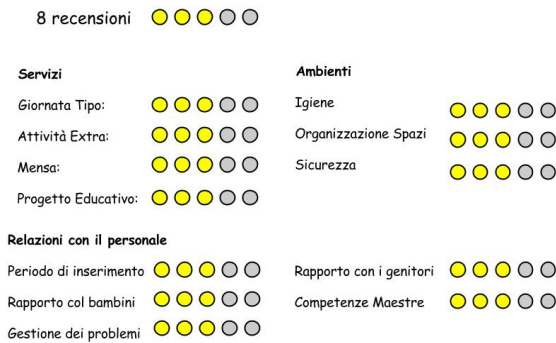 8 recensioni
Servizi
Giornata Tipo:
Attività Extra:
Mensa:
Progetto Educativo:
Ambienti
Igiene
Organizzazione Spazi
Sicurezza
Relazioni con il personale
Periodo di inserimento
Rapporto col bambini
Gestione dei problemi
Rapporto con i genitori
Competenze Maestre